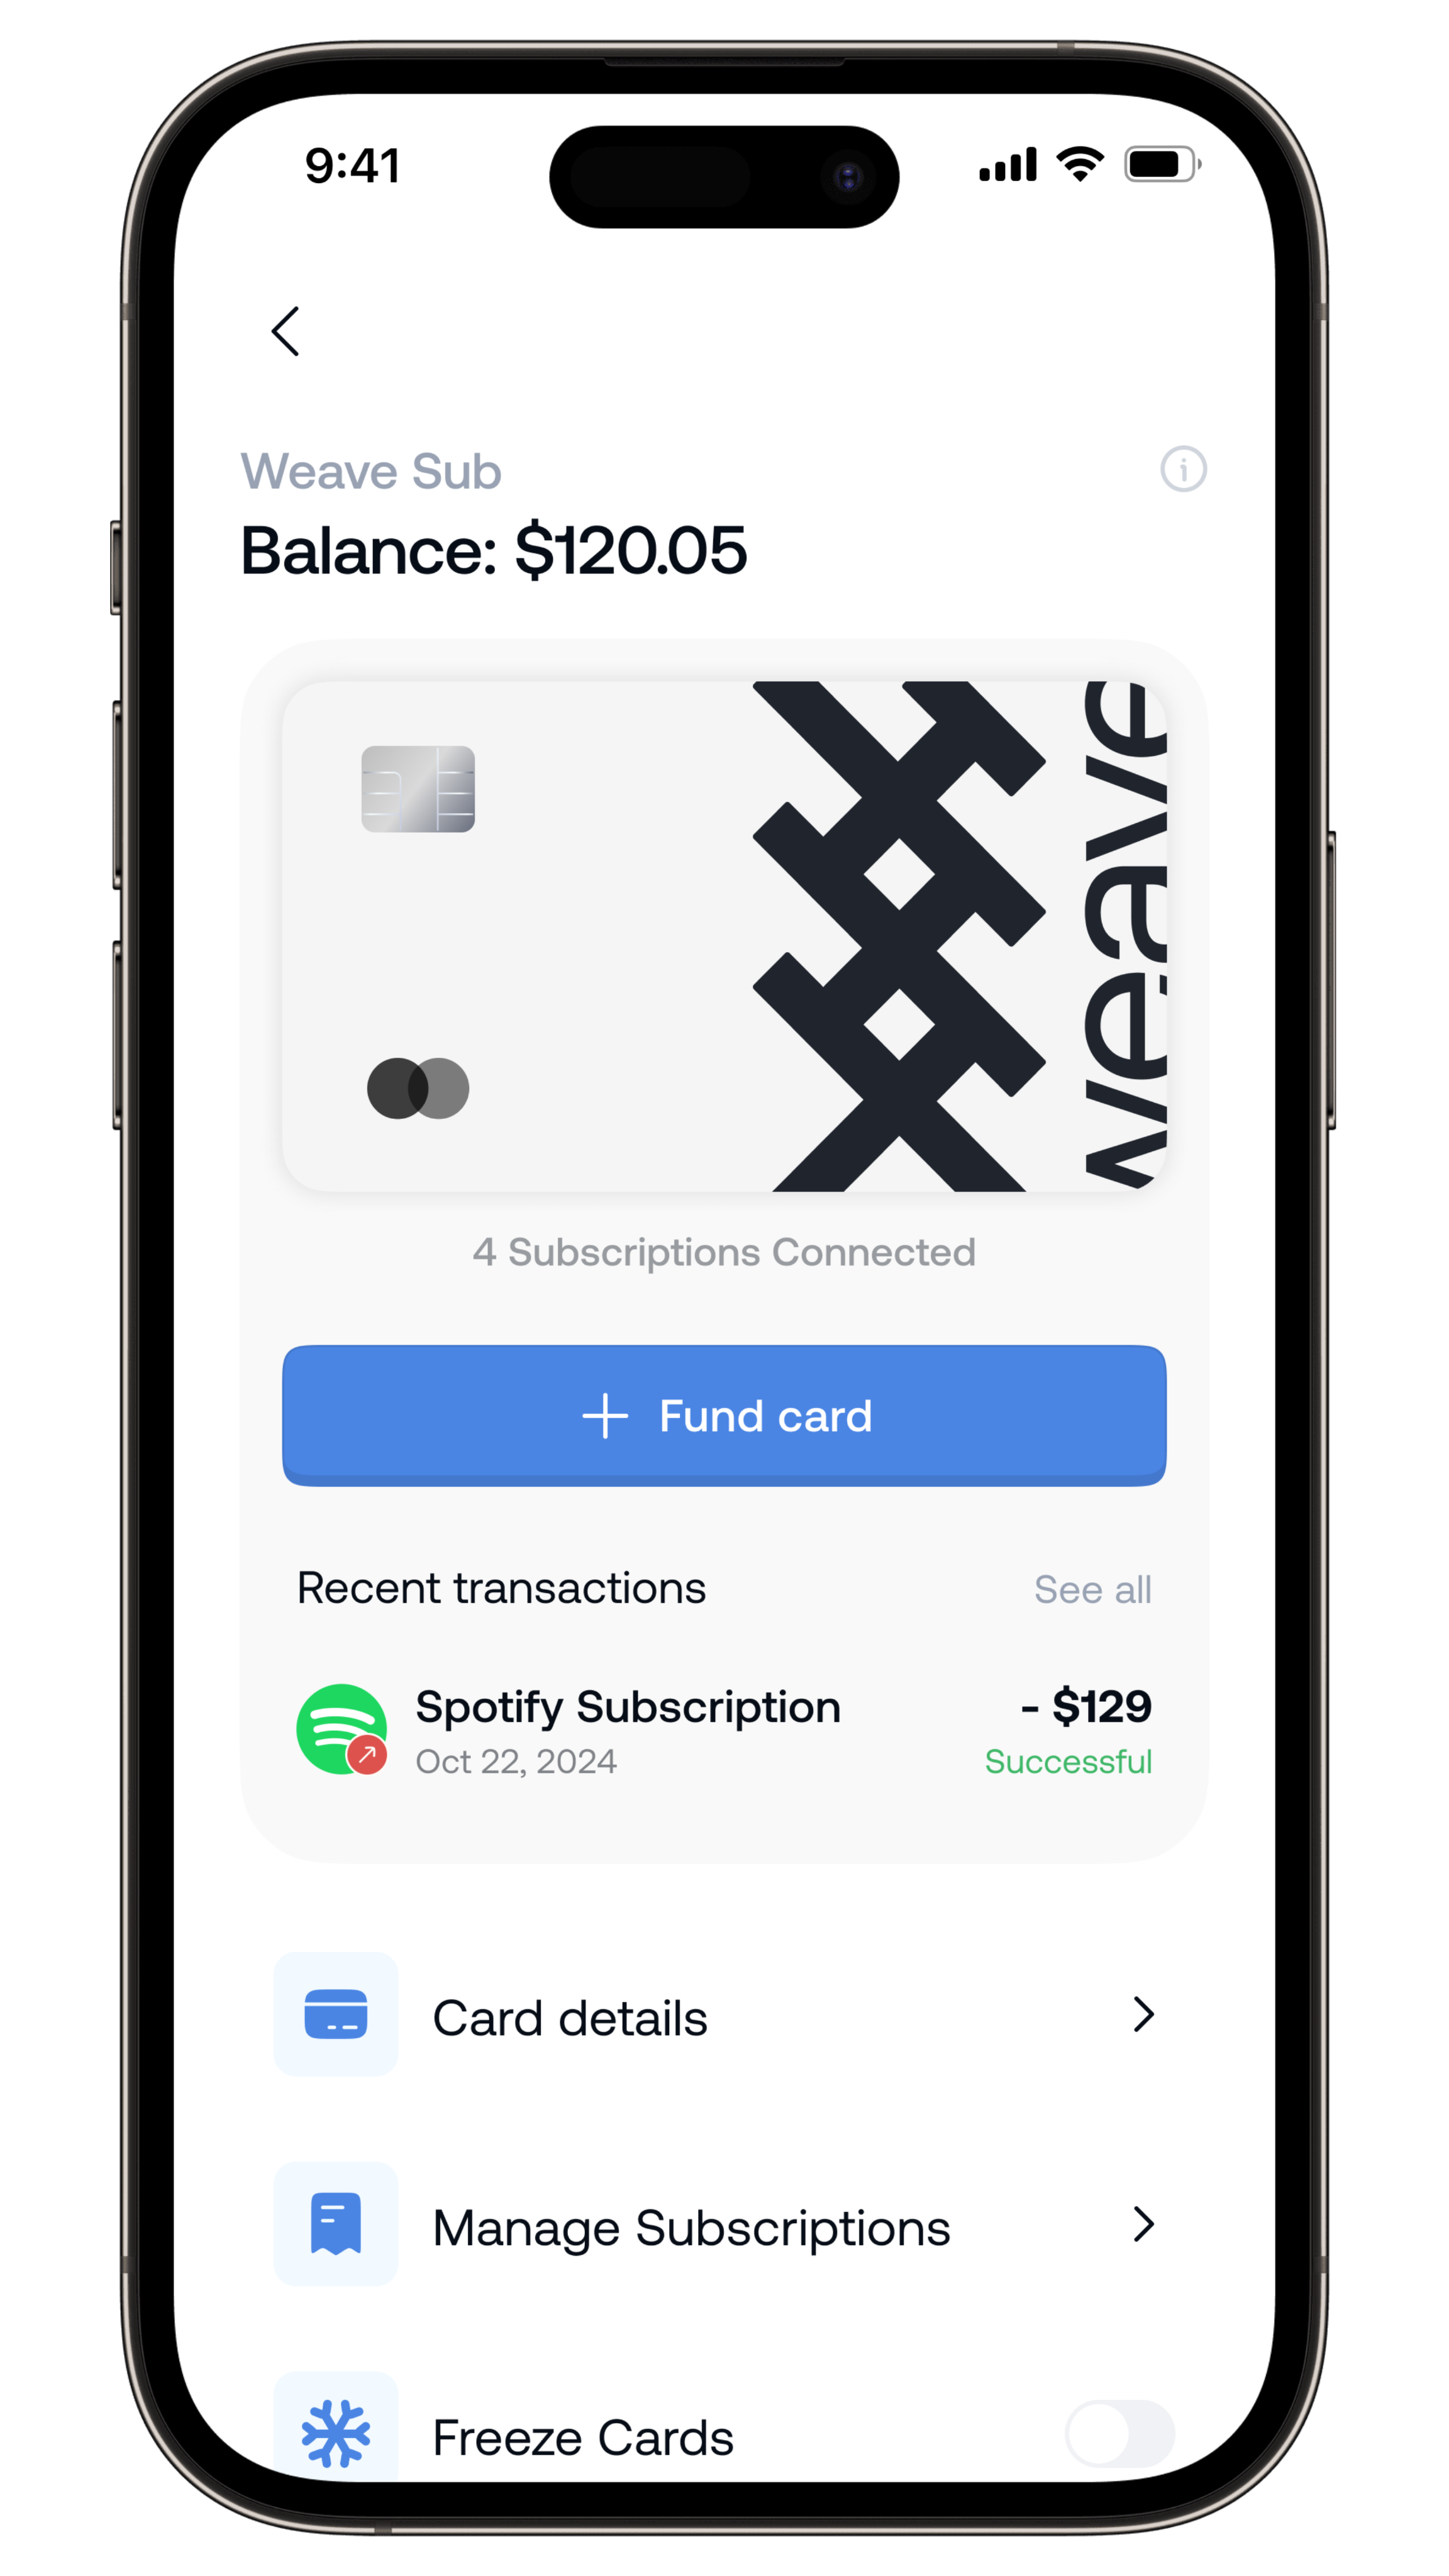 9:41
Weave Sub
Balance: $120.05
weave
4 Subscriptions Connected
Fund card
Recent transactions
See all
Spotify Subscription
- $129
Oct 22, 2024
Successful
Card details
Manage Subscriptions
Freeze Cards